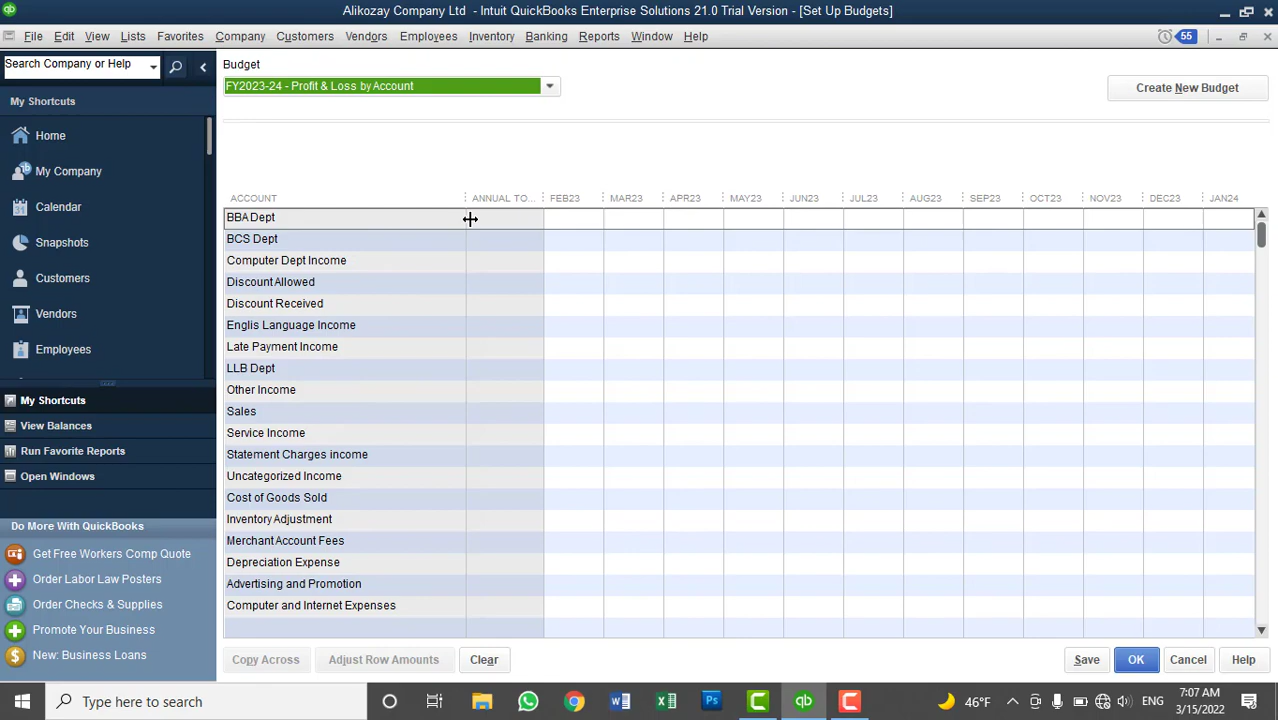 Alikozay Company Ltd - Intuit QuickBooks Enterprise Solutions 21.0 Trial Version - [Set Up Budgets]
File Edit View Lists Favorites Company Customers Vendors Employees Inventory Banking Reports Window Help 55
Search Company or Help
My Shortcuts
Home
My Company
Calendar
Snapshots
Customers
Vendors
Employees
My Shortcuts
View Balances
Run Favorite Reports
Open Windows
Do More With QuickBooks
Get Free Workers Comp Quote
Order Labor Law Posters
Order Checks & Supplies
Promote Your Business
New: Business Loans
Budget
FY2023-24 - Profit & Loss by Account
Create New Budget
ACCOUNT ANNUAL TO... FEB23 MAR23 APR23 MAY23 JUN23 JUL23 AUG23 SEP23 OCT23 NOV23 DEC23 JAN24
BBA Dept
BCS Dept
Computer Dept Income
Discount Allowed
Discount Received
Englis Language Income
Late Payment Income
LLB Dept
Other Income
Sales
Service Income
Statement Charges income
Uncategorized Income
Cost of Goods Sold
Inventory Adjustment
Merchant Account Fees
Depreciation Expense
Advertising and Promotion
Computer and Internet Expenses
Copy Across Adjust Row Amounts Clear Save OK Cancel Help
Type here to search
46°F ENG
7:07 AM
3/15/2022